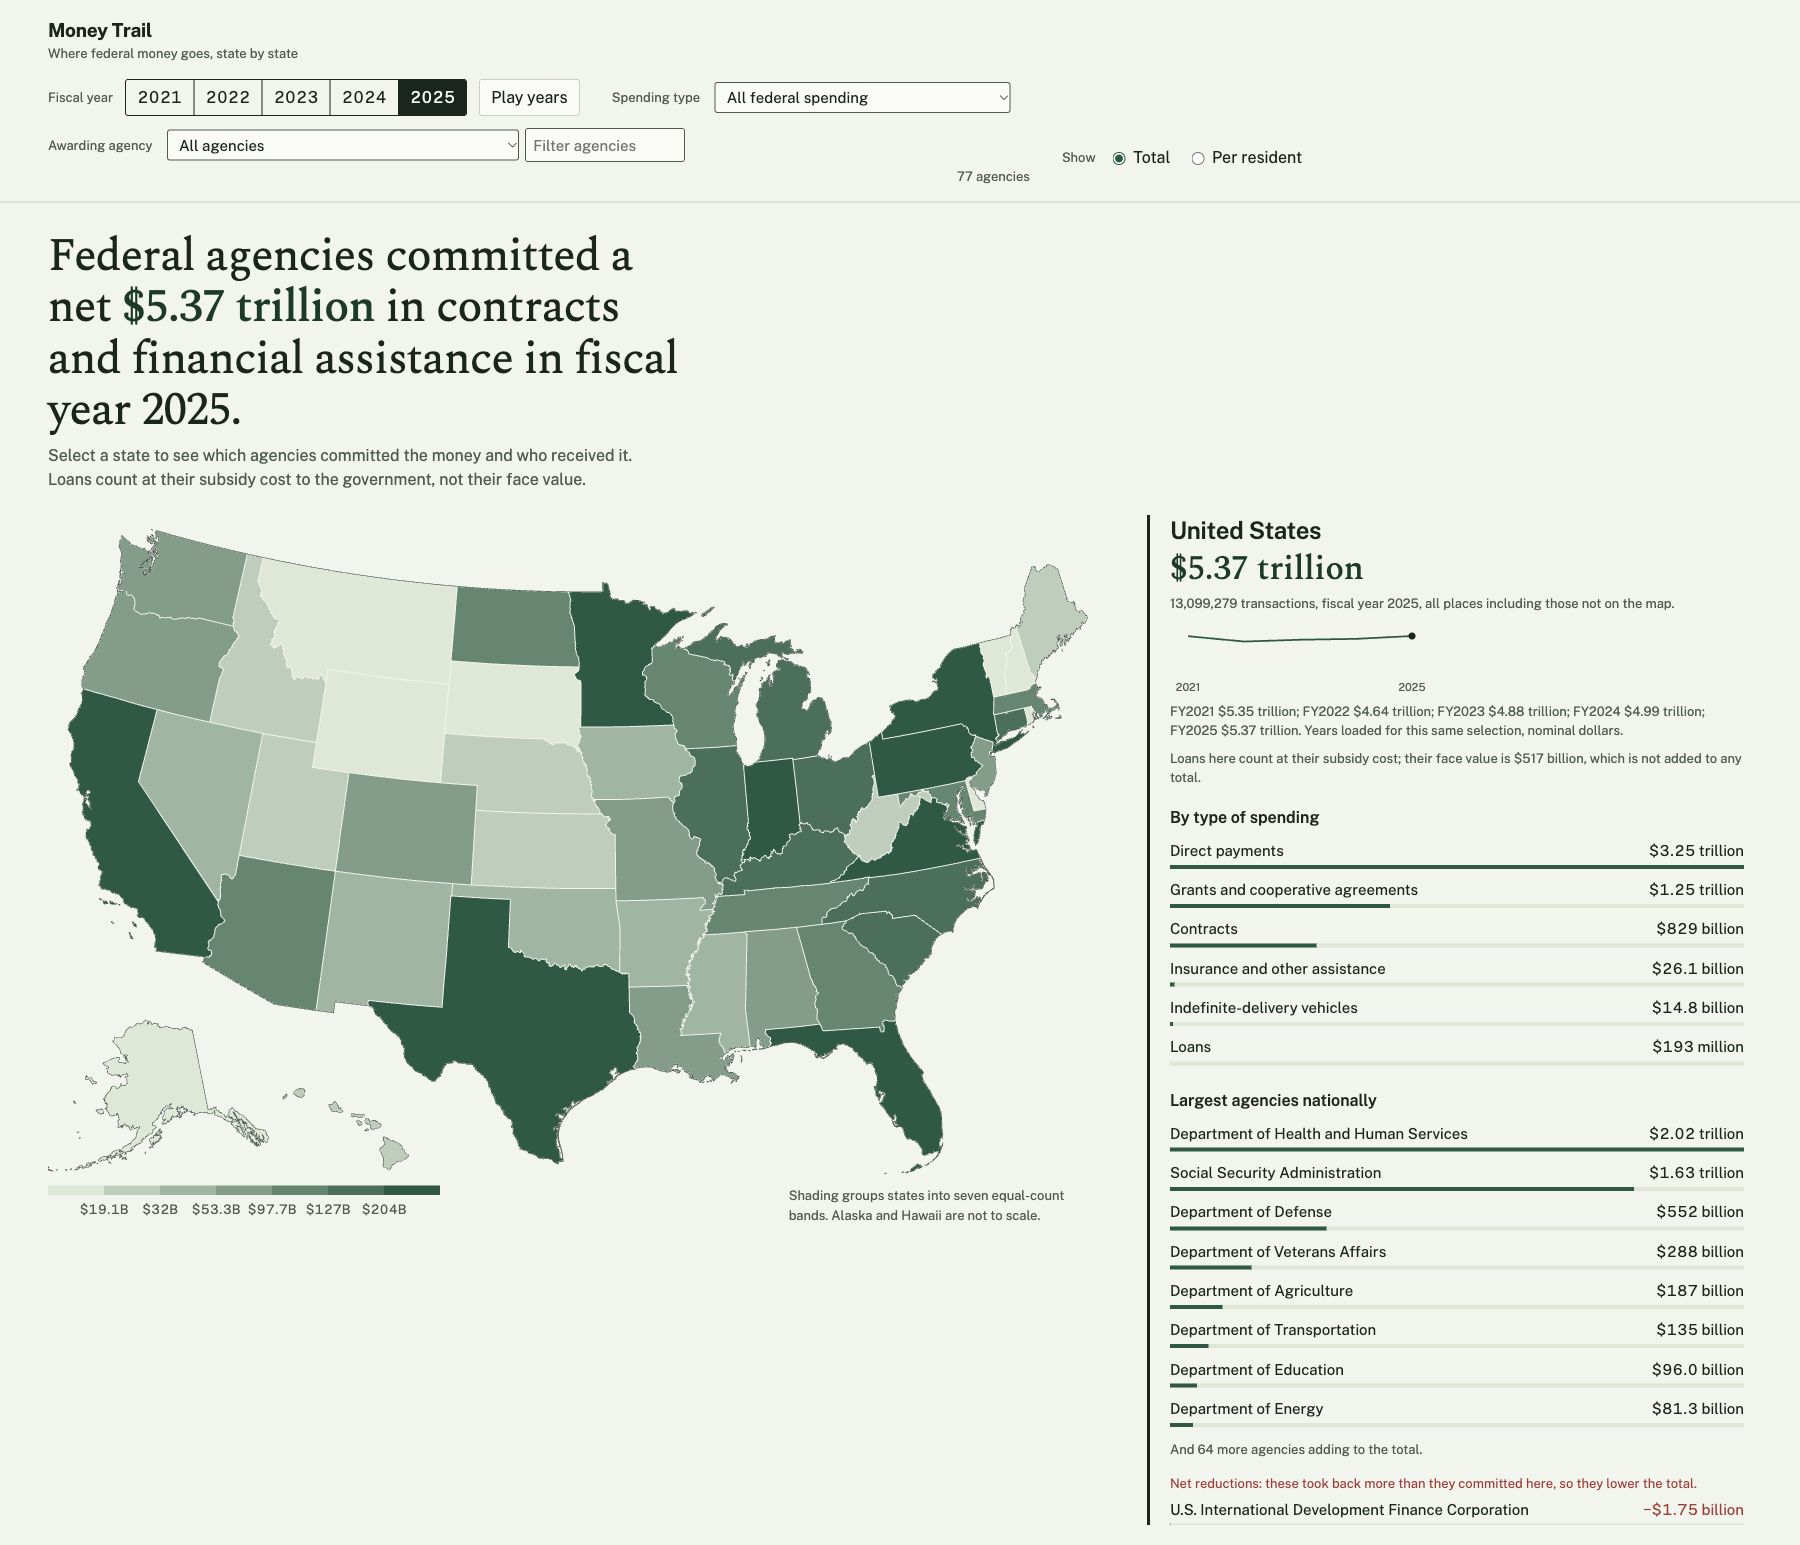 Money Trail
Where federal money goes, state by state
Fiscal year 2021 2022 2023 2024 2025 Play years Spending type All federal spending
Awarding agency All agencies Filter agencies
77 agencies
Show Total Per resident
Federal agencies committed a
net $5.37 trillion in contracts
and financial assistance in fiscal
year 2025.
Select a state to see which agencies committed the money and who received it.
Loans count at their subsidy cost to the government, not their face value.
$19.1B $32B $53.3B $97.7B $127B $204B
Shading groups states into seven equal-count
bands. Alaska and Hawaii are not to scale.
United States
$5.37 trillion
13,099,279 transactions, fiscal year 2025, all places including those not on the map.
2021 2025
FY2021 $5.35 trillion; FY2022 $4.64 trillion; FY2023 $4.88 trillion; FY2024 $4.99 trillion;
FY2025 $5.37 trillion. Years loaded for this same selection, nominal dollars.
Loans here count at their subsidy cost; their face value is $517 billion, which is not added to any
total.
By type of spending
Direct payments $3.25 trillion
Grants and cooperative agreements $1.25 trillion
Contracts $829 billion
Insurance and other assistance $26.1 billion
Indefinite-delivery vehicles $14.8 billion
Loans $193 million
Largest agencies nationally
Department of Health and Human Services $2.02 trillion
Social Security Administration $1.63 trillion
Department of Defense $552 billion
Department of Veterans Affairs $288 billion
Department of Agriculture $187 billion
Department of Transportation $135 billion
Department of Education $96.0 billion
Department of Energy $81.3 billion
And 64 more agencies adding to the total.
Net reductions: these took back more than they committed here, so they lower the total.
U.S. International Development Finance Corporation −$1.75 billion